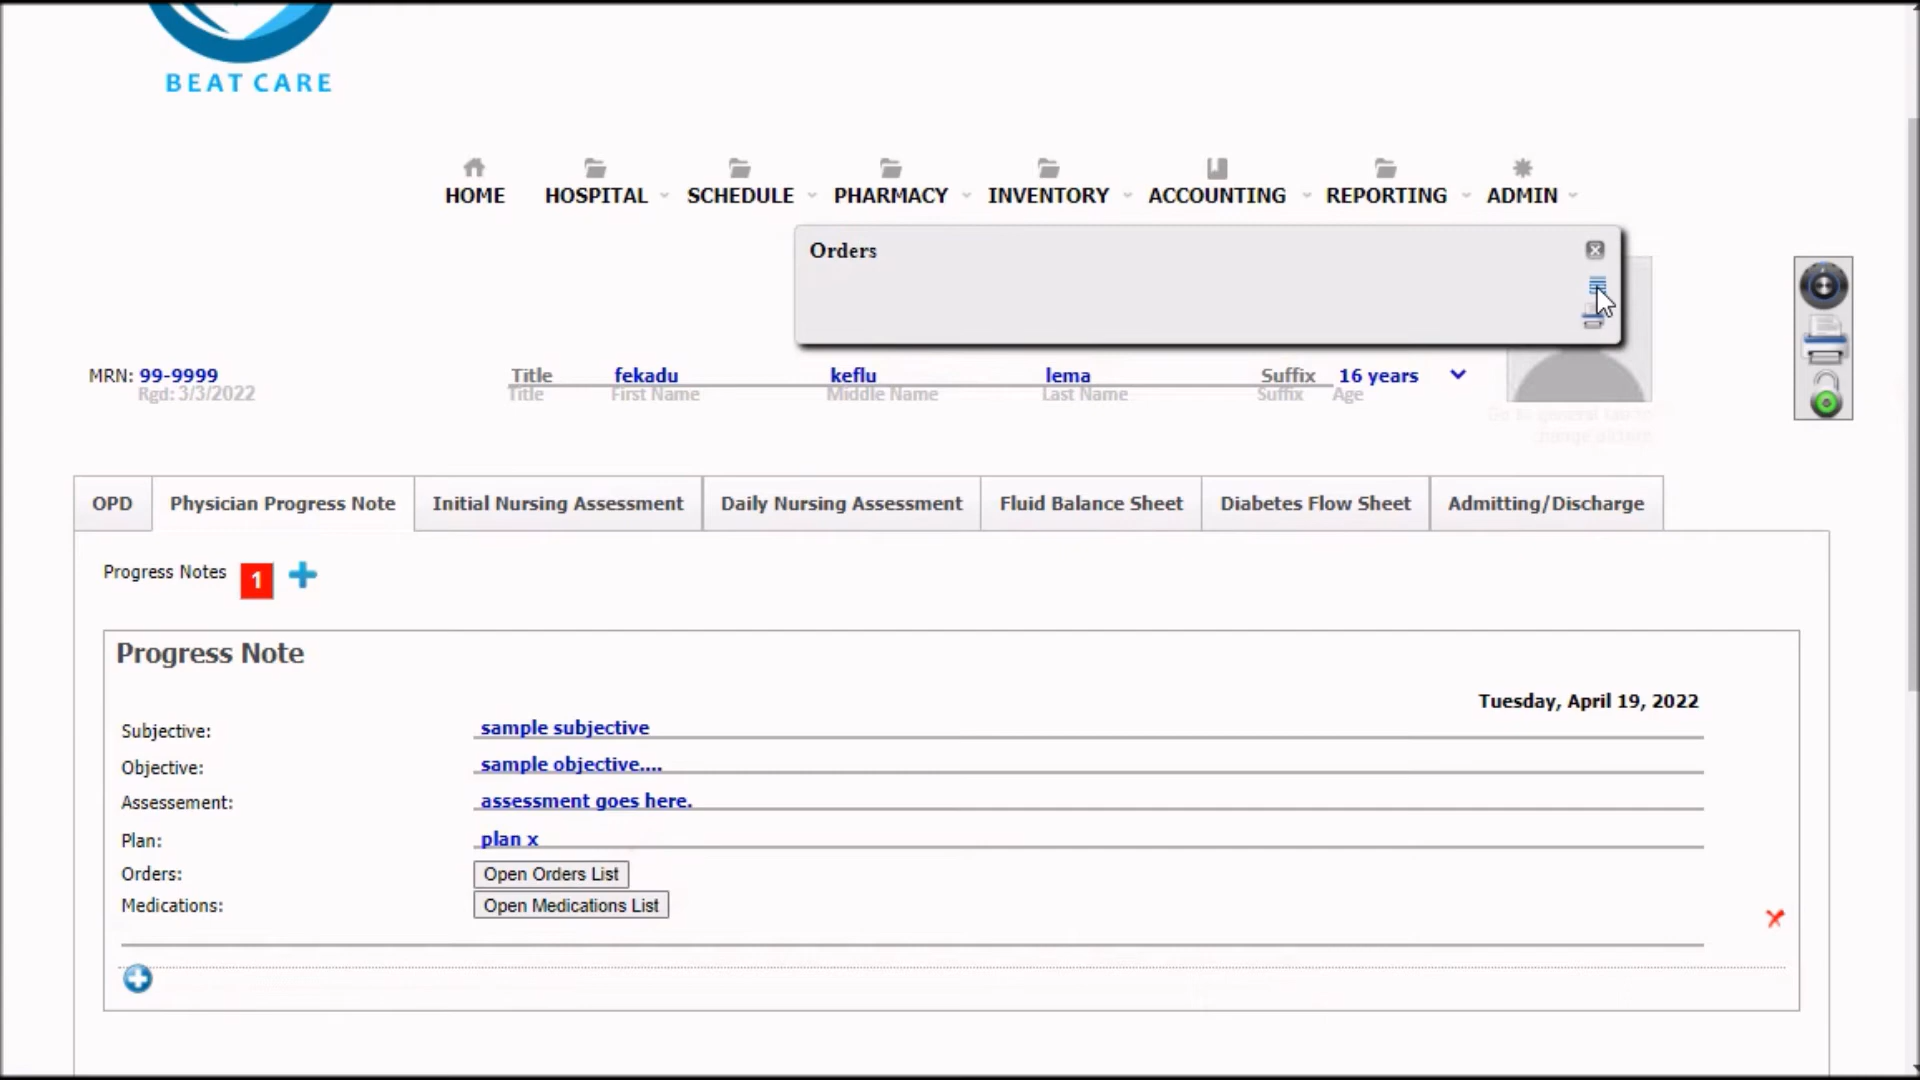 BEAT CARE
HOME HOSPITAL SCHEDULE PHARMACY INVENTORY ACCOUNTING REPORTING ADMIN
Orders
MRN: 99-9999 Title fekadu keflu lema Suffix 16 years
Rgd: 3/3/2022 Title First Name Middle Name Last Name Suffix Age
OPD Physician Progress Note Initial Nursing Assessment Daily Nursing Assessment Fluid Balance Sheet Diabetes Flow Sheet Admitting/Discharge
Progress Notes 1
Progress Note
Tuesday, April 19, 2022
Subjective: sample subjective
Objective: sample objective....
Assessement: assessment goes here.
Plan: plan x
Orders: Open Orders List
Medications: Open Medications List